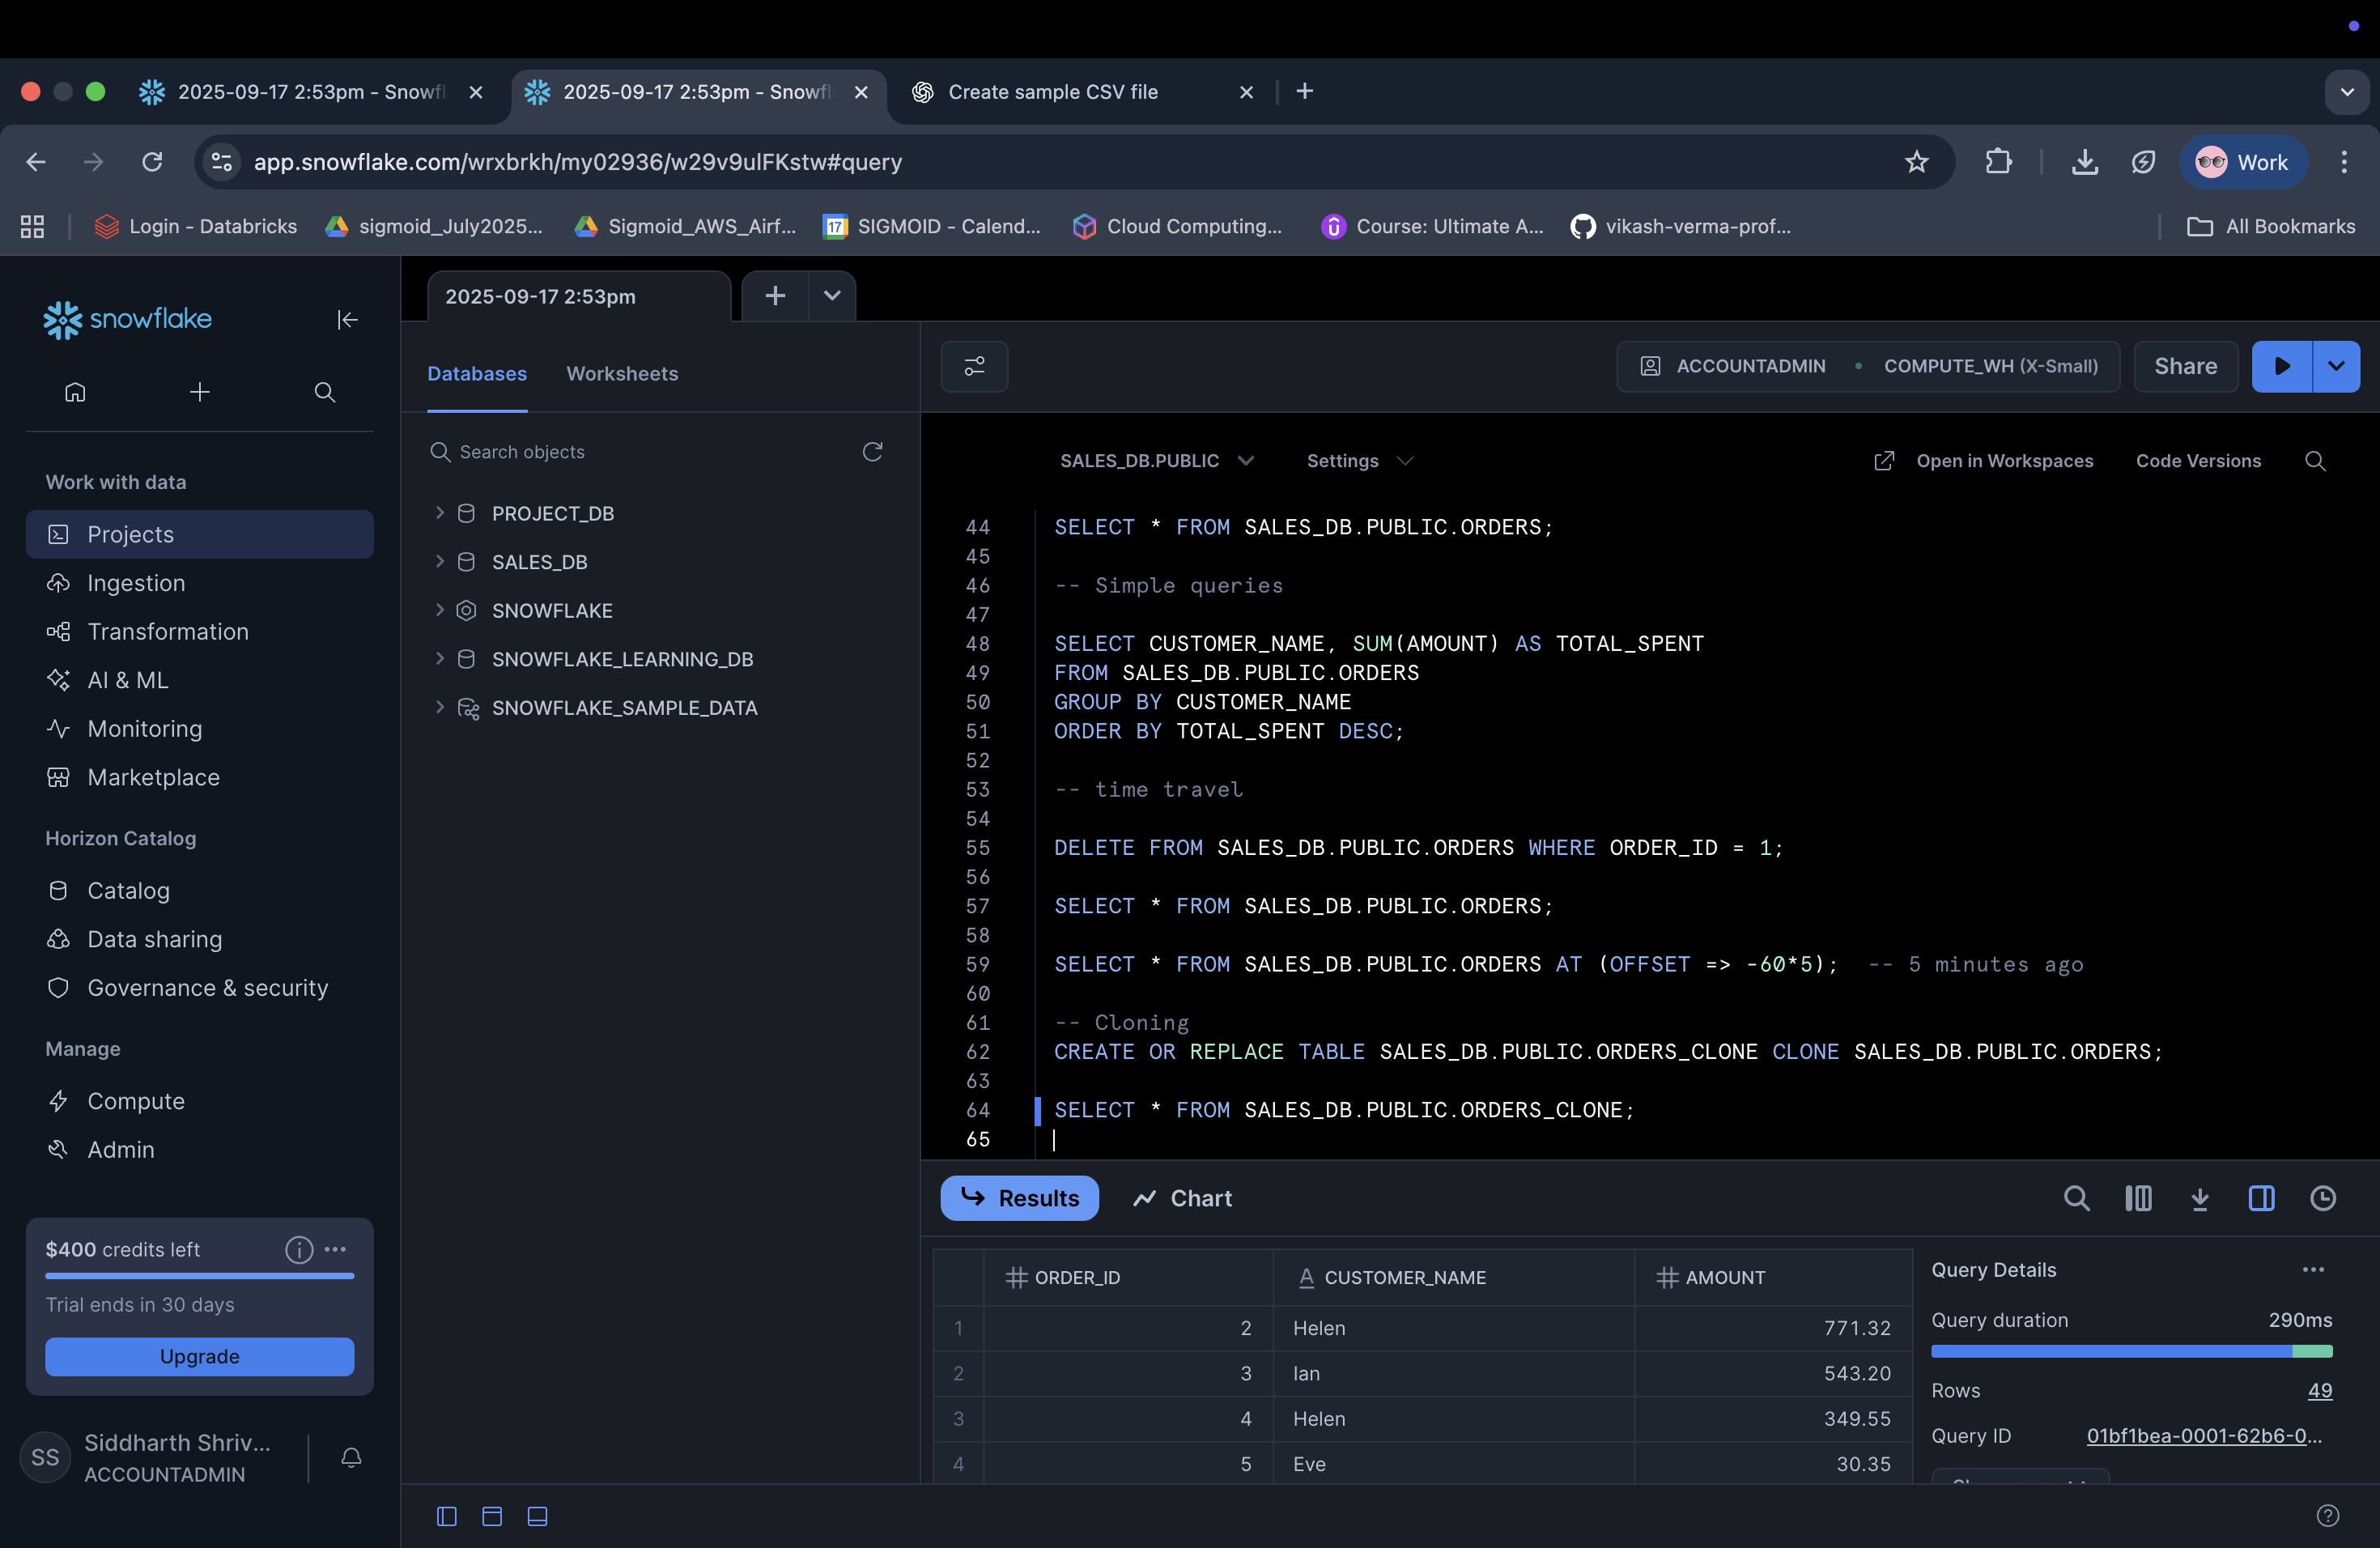 2025-09-17 2:53pm - Snowfl
2025-09-17 2:53pm - Snowfl
Create sample CSV file
app.snowflake.com/wrxbrkh/my02936/w29v9ulFKstw#query
Work
Login - Databricks
sigmoid_July2025...
Sigmoid_AWS_Airf...
17
SIGMOID - Calend...
Cloud Computing...
Course: Ultimate A...
vikash-verma-prof...
All Bookmarks
snowflake
Work with data
Projects
Ingestion
Transformation
AI & ML
Monitoring
Marketplace
Horizon Catalog
Catalog
Data sharing
Governance & security
Manage
Compute
Admin
$400 credits left
Trial ends in 30 days
Upgrade
SS
Siddharth Shriv...
ACCOUNTADMIN
2025-09-17 2:53pm
Databases
Worksheets
Search objects
PROJECT_DB
SALES_DB
SNOWFLAKE
SNOWFLAKE_LEARNING_DB
SNOWFLAKE_SAMPLE_DATA
ACCOUNTADMIN
COMPUTE_WH (X-Small)
Share
SALES_DB.PUBLIC
Settings
Open in Workspaces
Code Versions
44 SELECT * FROM SALES_DB.PUBLIC.ORDERS;
45
46 -- Simple queries
47
48 SELECT CUSTOMER_NAME, SUM(AMOUNT) AS TOTAL_SPENT
49 FROM SALES_DB.PUBLIC.ORDERS
50 GROUP BY CUSTOMER_NAME
51 ORDER BY TOTAL_SPENT DESC;
52
53 -- time travel
54
55 DELETE FROM SALES_DB.PUBLIC.ORDERS WHERE ORDER_ID = 1;
56
57 SELECT * FROM SALES_DB.PUBLIC.ORDERS;
58
59 SELECT * FROM SALES_DB.PUBLIC.ORDERS AT (OFFSET => -60*5); -- 5 minutes ago
60
61 -- Cloning
62 CREATE OR REPLACE TABLE SALES_DB.PUBLIC.ORDERS_CLONE CLONE SALES_DB.PUBLIC.ORDERS;
63
64 SELECT * FROM SALES_DB.PUBLIC.ORDERS_CLONE;
65
Results
Chart
# ORDER_ID A CUSTOMER_NAME # AMOUNT
1 2 Helen 771.32
2 3 Ian 543.20
3 4 Helen 349.55
4 5 Eve 30.35
Query Details
Query duration 290ms
Rows 49
Query ID 01bf1bea-0001-62b6-0...